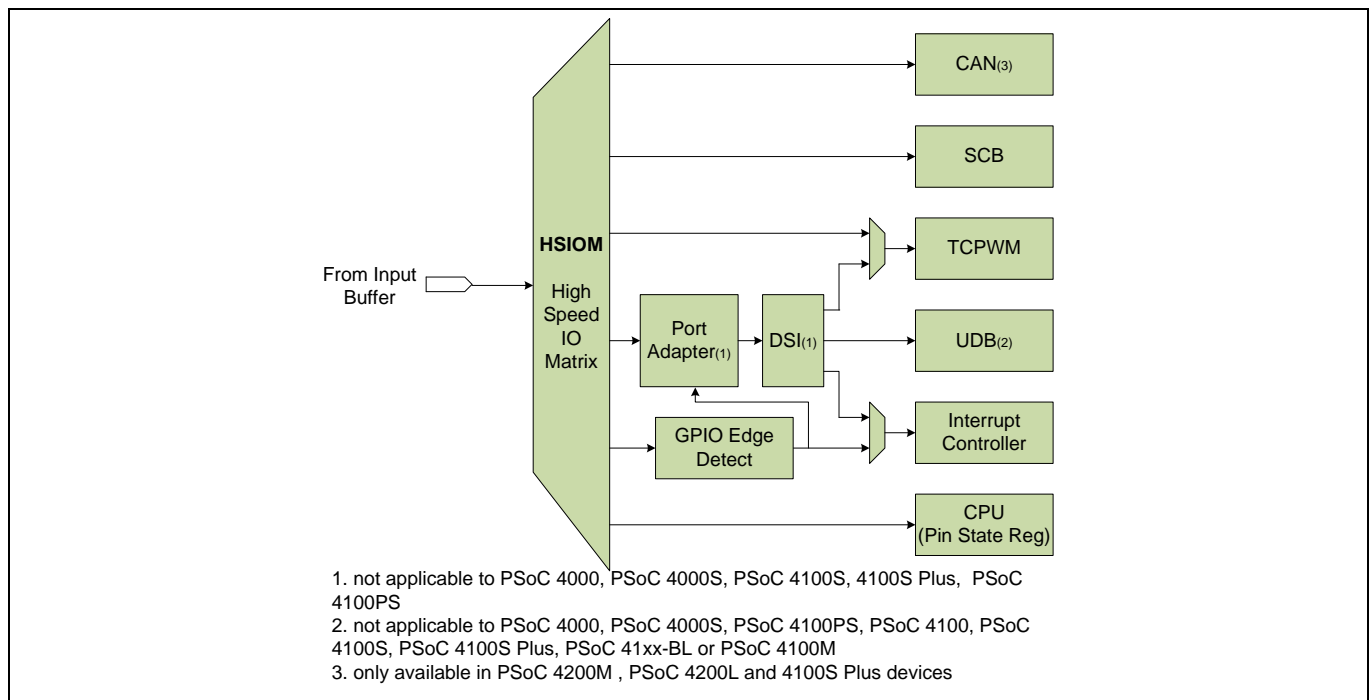 CAN(3)
SCB
HSIOM
TCPWM
From Input
Buffer
High
Speed
IO
Matrix
Port
Adapter(1)
DSI(1)
UDB(2)
GPIO Edge
Detect
Interrupt
Controller
CPU
(Pin State Reg)
1. not applicable to PSoC 4000, PSoC 4000S, PSoC 4100S, 4100S Plus,  PSoC
4100PS
2. not applicable to PSoC 4000, PSoC 4000S, PSoC 4100PS, PSoC 4100, PSoC
4100S, PSoC 4100S Plus, PSoC 41xx-BL or PSoC 4100M
3. only available in PSoC 4200M , PSoC 4200L and 4100S Plus devices